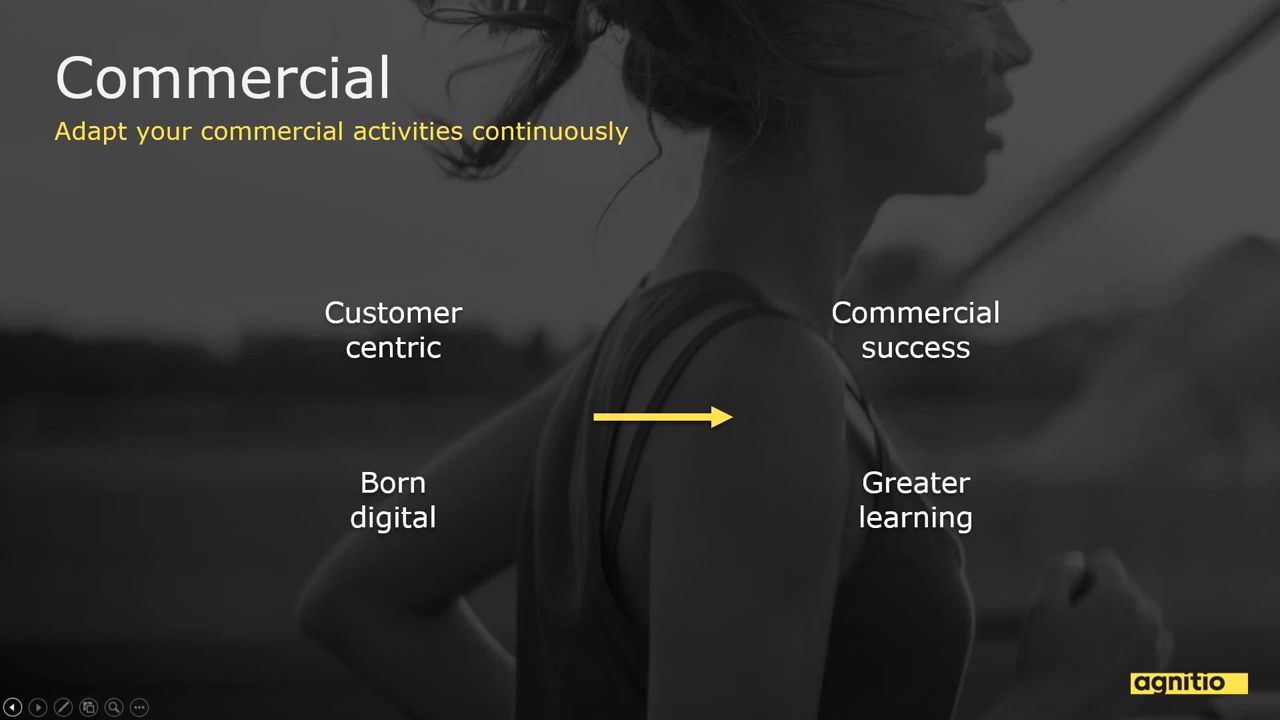 Commercial
Adapt your commercial activities continuously
Customer
centric
Commercial
success
Born
digital
Greater
learning
agnitio